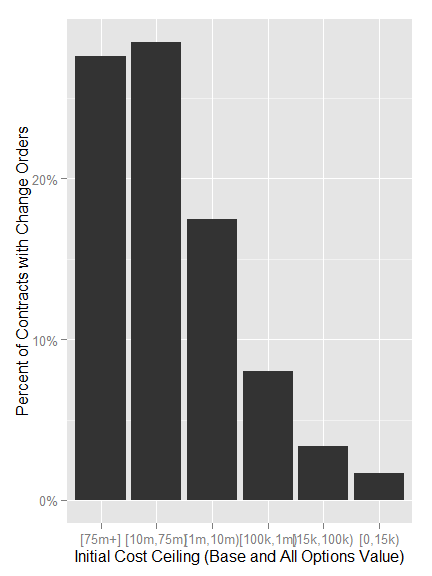 Percent of Contracts with Change Orders
20%
10%
0%
[75m+] [10m,75m) [1m,10m) [100k,1m) [15k,100k) [0,15k)
Initial Cost Ceiling (Base and All Options Value)